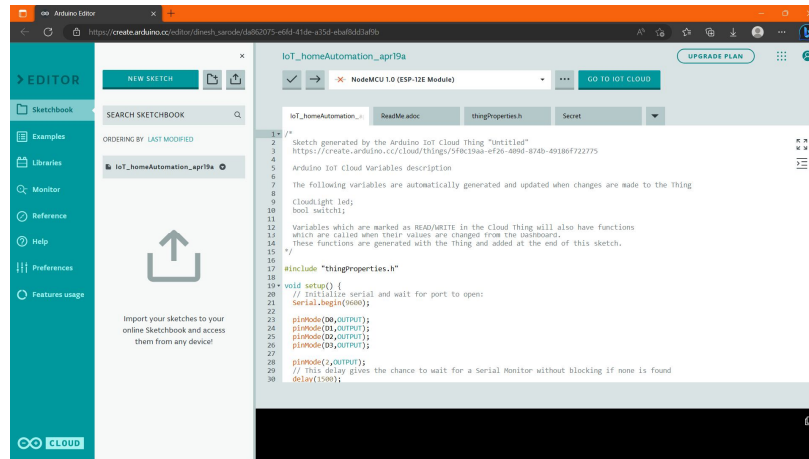 Arduino Editor
https://create.arduino.cc/editor/dinesh_sarode/da862075-e6fd-41de-a35d-ebaf8dd3af9b
EDITOR
Sketchbook
Examples
Libraries
Monitor
Reference
Help
Preferences
Features usage
CLOUD
NEW SKETCH
SEARCH SKETCHBOOK
ORDERING BY LAST MODIFIED
IoT_homeAutomation_apr19a
Import your sketches to your
online Sketchbook and access
them from any device!
IoT_homeAutomation_apr19a
UPGRADE PLAN
NodeMCU 1.0 (ESP-12E Module)
GO TO IOT CLOUD
IoT_homeAutomation_ ReadMe.adoc thingProperties.h Secret
1 /*
2 Sketch generated by the Arduino IoT Cloud Thing "Untitled"
3 https://create.arduino.cc/cloud/things/5f0c19aa-ef26-409d-874b-49186f722775
4
5 Arduino IoT Cloud Variables description
6
7 The following variables are automatically generated and updated when changes are made to the Thing
8
9 CloudLight led;
10 bool switch1;
11
12 Variables which are marked as READ/WRITE in the Cloud Thing will also have functions
13 which are called when their values are changed from the Dashboard.
14 These functions are generated with the Thing and added at the end of this sketch.
15 */
16
17 #include "thingProperties.h"
18
19 void setup() {
20 // Initialize serial and wait for port to open:
21 Serial.begin(9600);
22
23 pinMode(D0,OUTPUT);
24 pinMode(D1,OUTPUT);
25 pinMode(D2,OUTPUT);
26 pinMode(D3,OUTPUT);
27
28 pinMode(2,OUTPUT);
29 // This delay gives the chance to wait for a Serial Monitor without blocking if none is found
30 delay(1500);